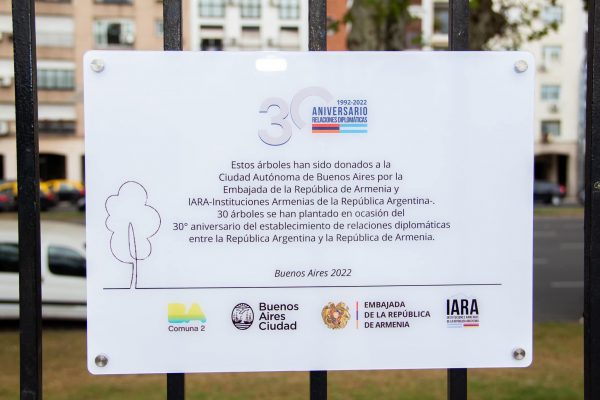 30
1992-2022
ANIVERSARIO
RELACIONES DIPLOMÁTICAS
Estos árboles han sido donados a la
Ciudad Autónoma de Buenos Aires por la
Embajada de la República de Armenia y
IARA-Instituciones Armenias de la República Argentina-.
30 árboles se han plantado en ocasión del
30° aniversario del establecimiento de relaciones diplomáticas
entre la República Argentina y la República de Armenia.
Buenos Aires 2022
BA
Comuna 2
Buenos
Aires
Ciudad
EMBAJADA
DE LA REPÚBLICA
DE ARMENIA
IARA